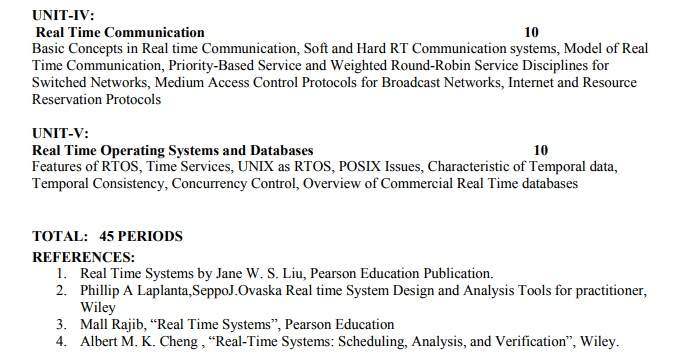 UNIT-IV:
Real Time Communication 10
Basic Concepts in Real time Communication, Soft and Hard RT Communication systems, Model of Real
Time Communication, Priority-Based Service and Weighted Round-Robin Service Disciplines for
Switched Networks, Medium Access Control Protocols for Broadcast Networks, Internet and Resource
Reservation Protocols
UNIT-V:
Real Time Operating Systems and Databases 10
Features of RTOS, Time Services, UNIX as RTOS, POSIX Issues, Characteristic of Temporal data,
Temporal Consistency, Concurrency Control, Overview of Commercial Real Time databases
TOTAL: 45 PERIODS
REFERENCES:
1. Real Time Systems by Jane W. S. Liu, Pearson Education Publication.
2. Phillip A Laplanta,SeppoJ.Ovaska Real time System Design and Analysis Tools for practitioner,
Wiley
3. Mall Rajib, “Real Time Systems”, Pearson Education
4. Albert M. K. Cheng , “Real-Time Systems: Scheduling, Analysis, and Verification”, Wiley.